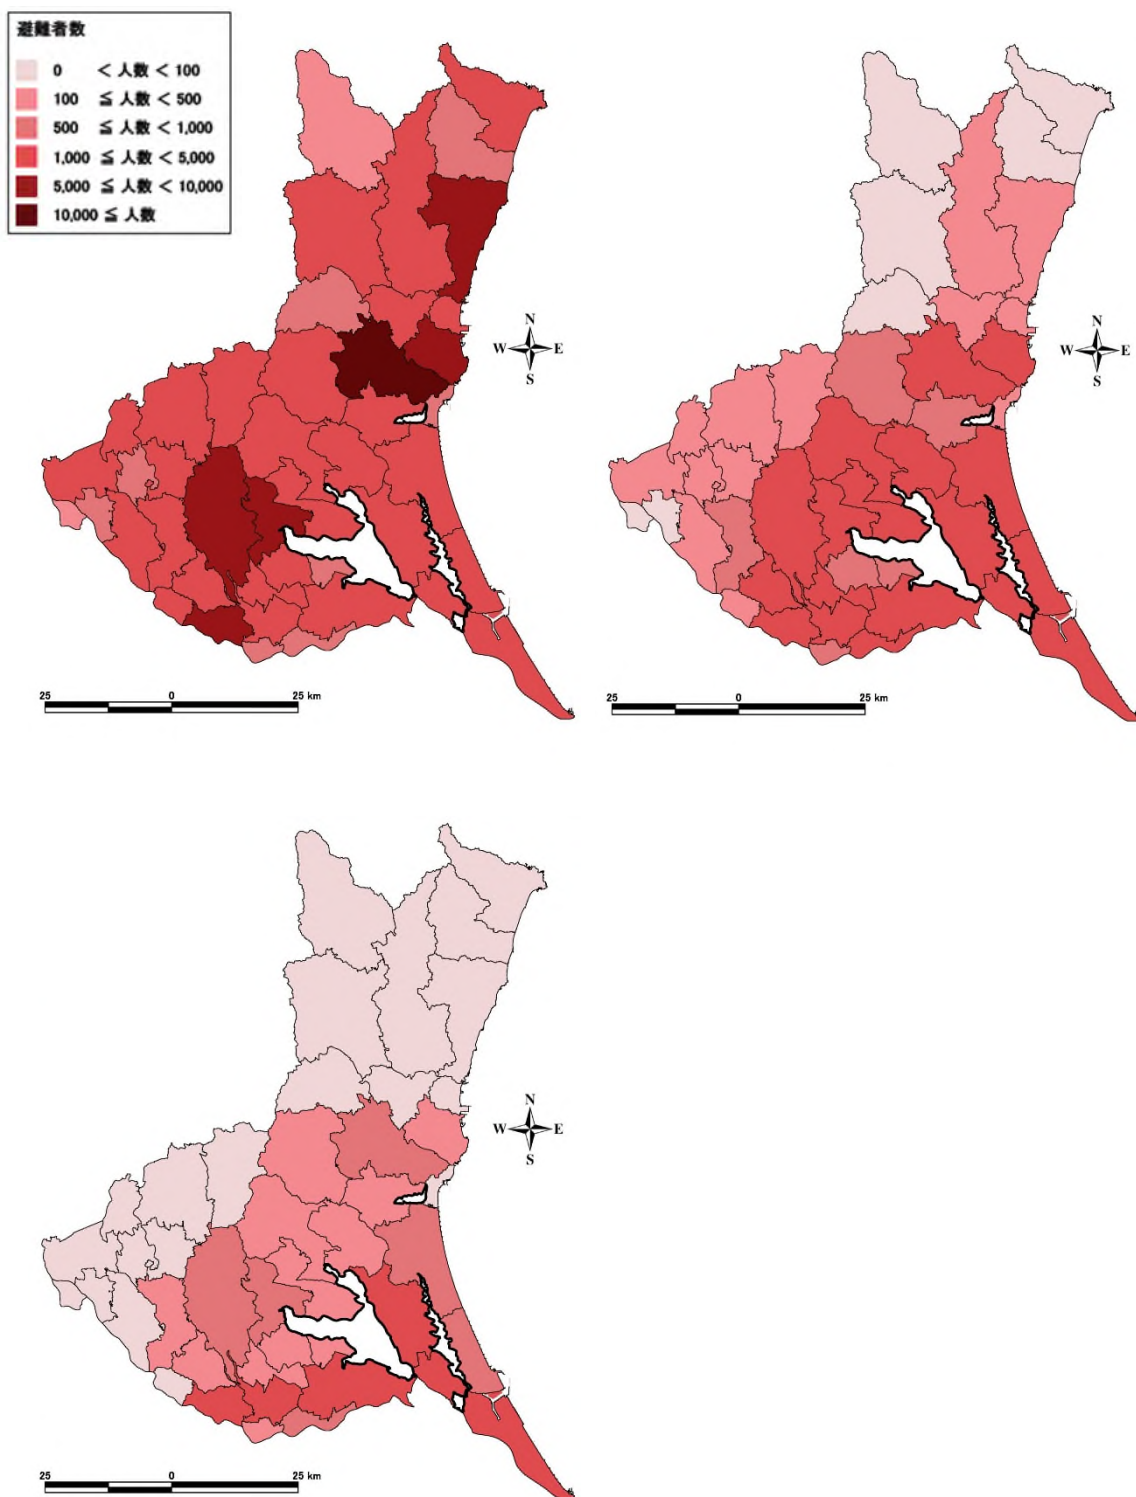 避難者数
0 < 人数 < 100
100 ≦ 人数 < 500
500 ≦ 人数 < 1,000
1,000 ≦ 人数 < 5,000
5,000 ≦ 人数 < 10,000
10,000 ≦ 人数
N
W E
S
25 0 25 km
N
W E
S
25 0 25 km
N
W E
S
25 0 25 km